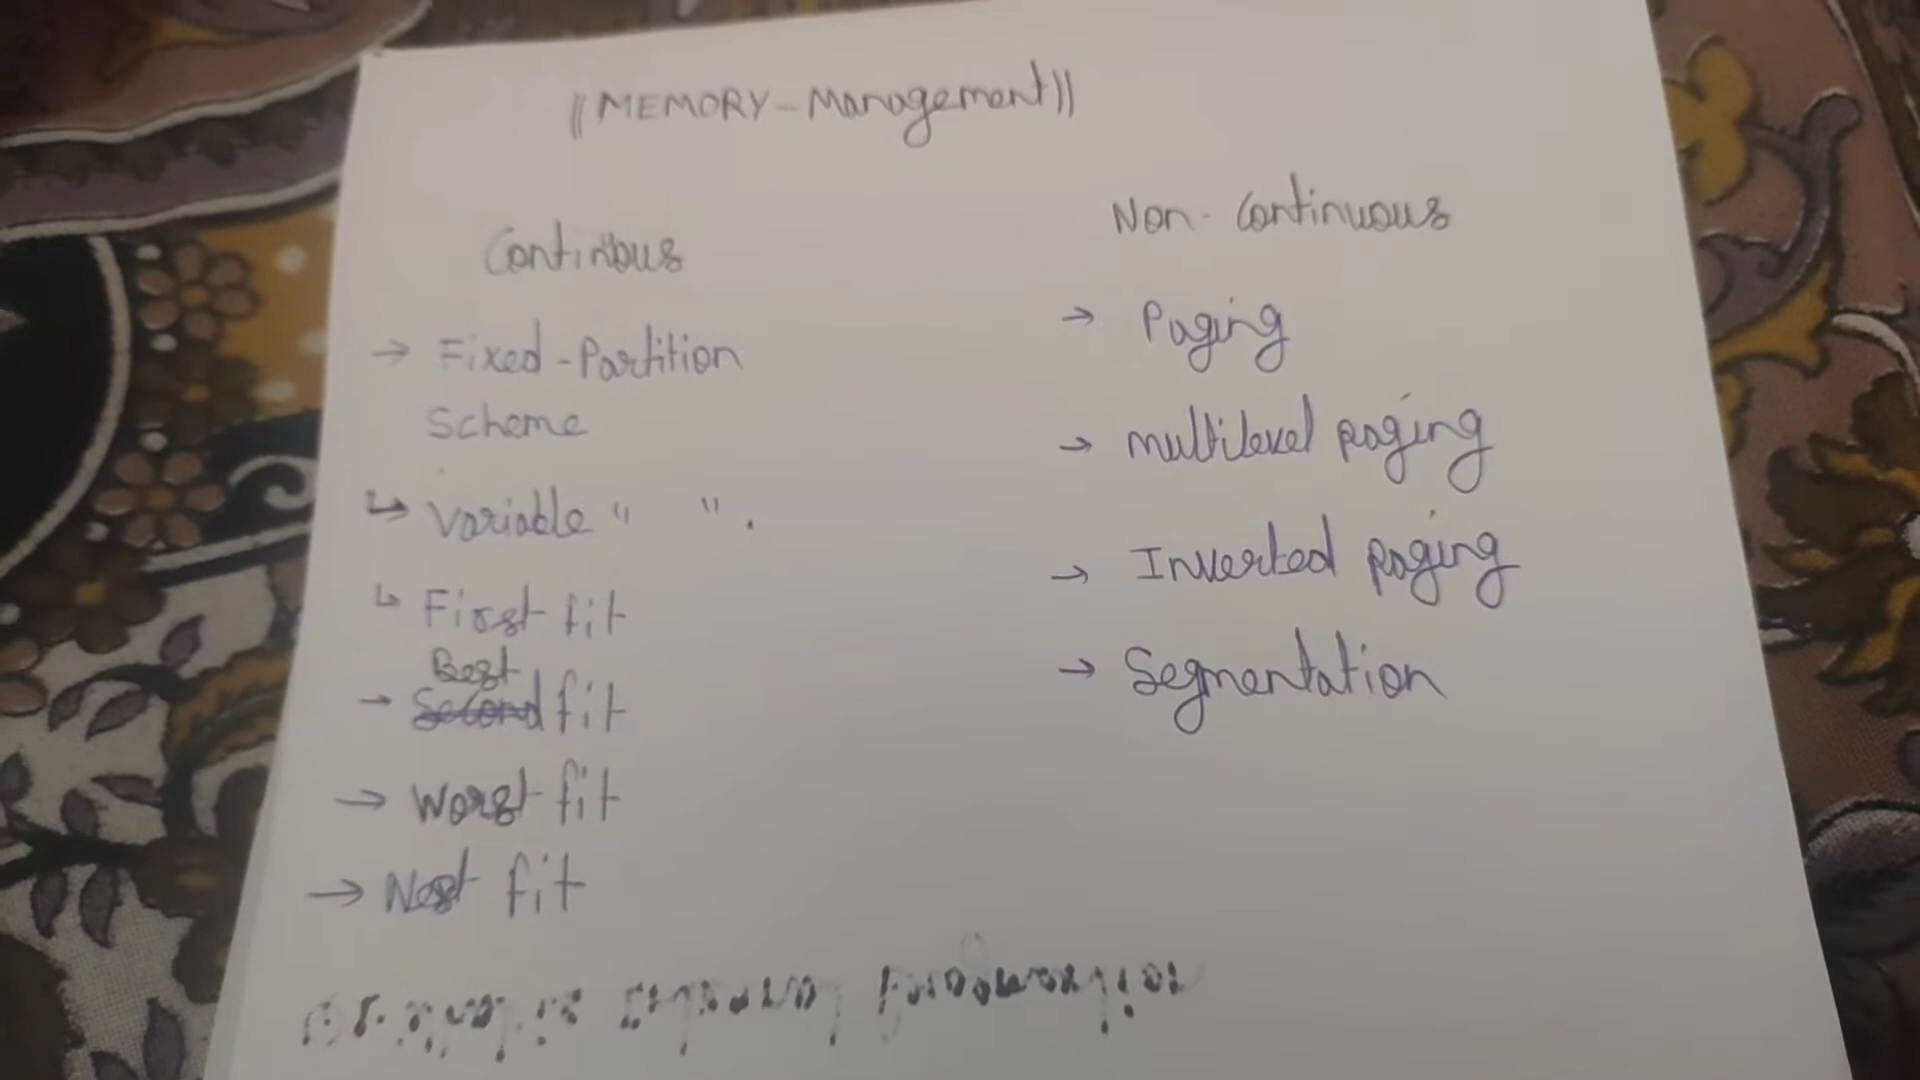 ||MEMORY-Management||
Continuous
→ Fixed-Partition
Scheme
↳ Variable " ".
↳ First fit
Best
→ Second fit
→ Worst fit
→ Next fit
Non-Continuous
→ Paging
→ multilevel paging
→ Inverted paging
→ Segmentation